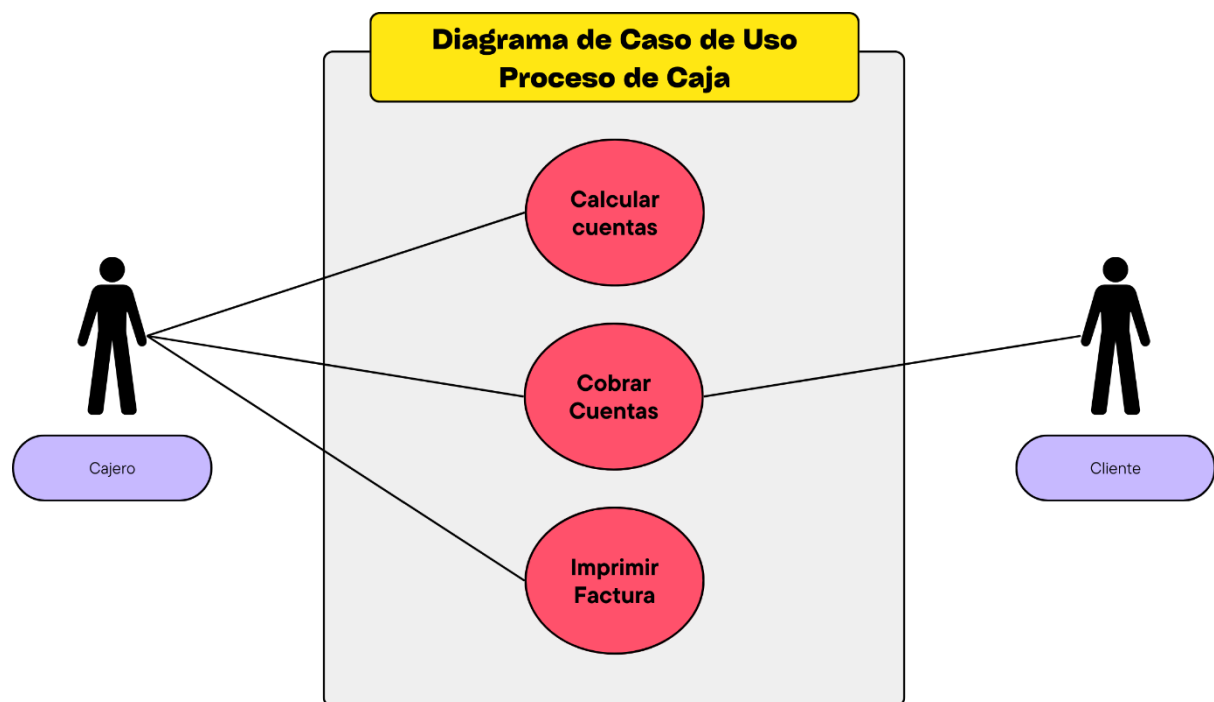 Diagrama de Caso de Uso
Proceso de Caja
Calcular
cuentas
Cobrar
Cuentas
Cajero
Cliente
Imprimir
Factura